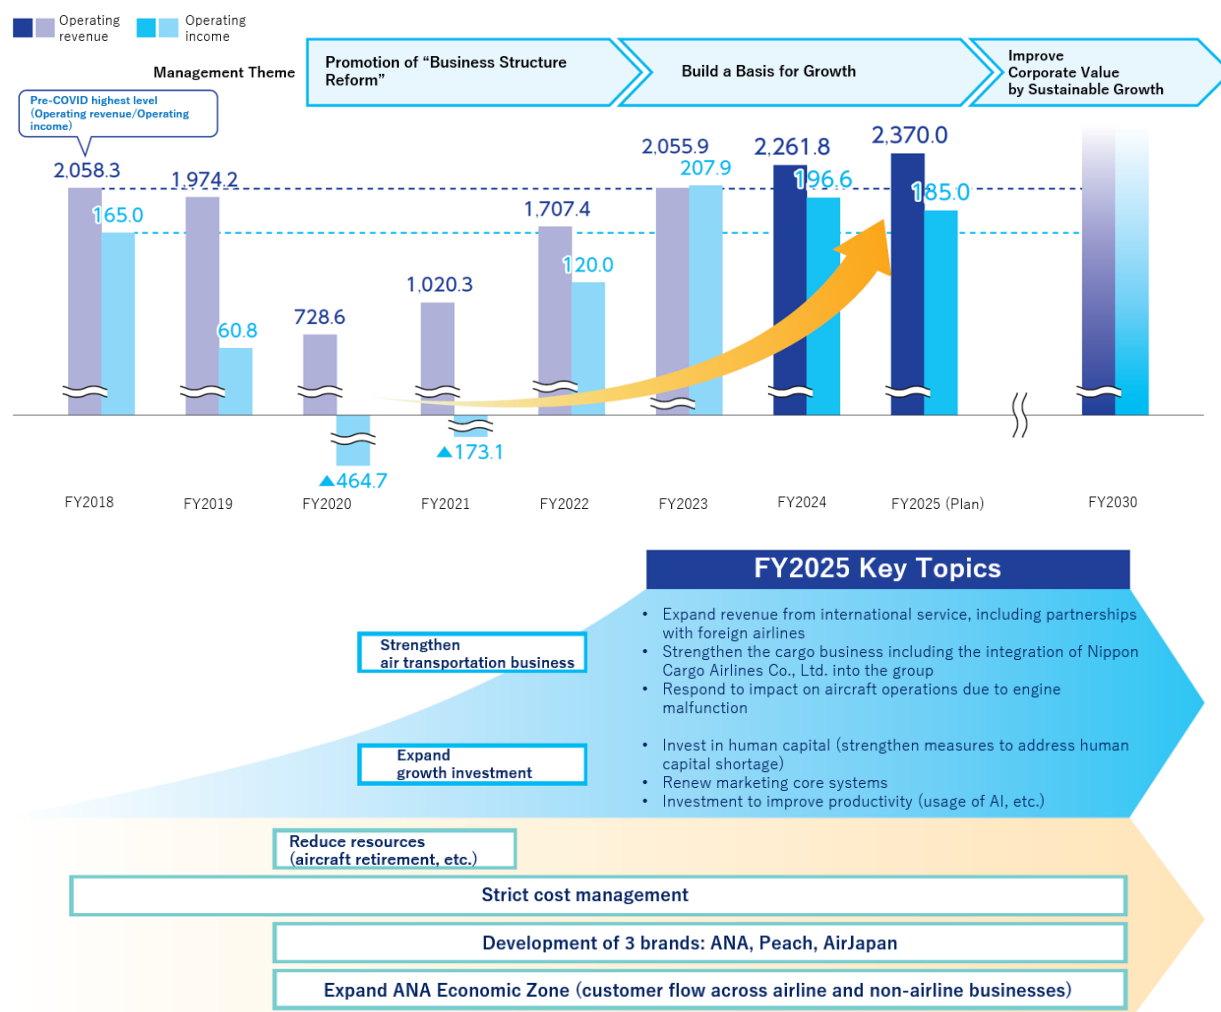 Operating
revenue
Operating
income
Management Theme
Promotion of “Business Structure
Reform”
Build a Basis for Growth
Improve
Corporate Value
by Sustainable Growth
Pre-COVID highest level
(Operating revenue/Operating
income)
2,058.3
165.0
1,974.2
60.8
728.6
▲464.7
1,020.3
▲173.1
1,707.4
120.0
2,055.9
207.9
2,261.8
196.6
2,370.0
185.0
FY2018
FY2019
FY2020
FY2021
FY2022
FY2023
FY2024
FY2025 (Plan)
FY2030
FY2025 Key Topics
Strengthen
air transportation business
• Expand revenue from international service, including partnerships
with foreign airlines
• Strengthen the cargo business including the integration of Nippon
Cargo Airlines Co., Ltd. into the group
• Respond to impact on aircraft operations due to engine
malfunction
Expand
growth investment
• Invest in human capital (strengthen measures to address human
capital shortage)
• Renew marketing core systems
• Investment to improve productivity (usage of AI, etc.)
Reduce resources
(aircraft retirement, etc.)
Strict cost management
Development of 3 brands: ANA, Peach, AirJapan
Expand ANA Economic Zone (customer flow across airline and non-airline businesses)